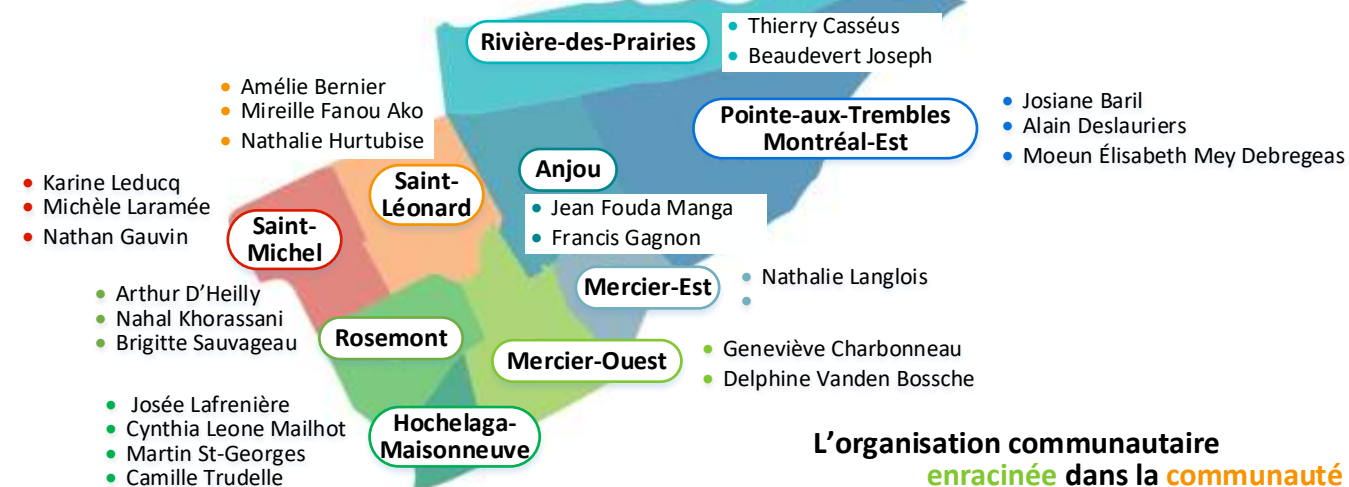 Rivière-des-Prairies
• Thierry Casséus
• Beaudevert Joseph
• Amélie Bernier
• Mireille Fanou Ako
• Nathalie Hurtubise
Pointe-aux-Trembles
Montréal-Est
• Josiane Baril
• Alain Deslauriers
• Moeun Élisabeth Mey Debregeas
Anjou
• Jean Fouda Manga
• Francis Gagnon
Saint-
Léonard
• Karine Leducq
• Michèle Laramée
• Nathan Gauvin
Saint-
Michel
Mercier-Est
• Nathalie Langlois
•
• Arthur D’Heilly
• Nahal Khorassani
• Brigitte Sauvageau
Rosemont
Mercier-Ouest
• Geneviève Charbonneau
• Delphine Vanden Bossche
• Josée Lafrenière
• Cynthia Leone Mailhot
• Martin St-Georges
• Camille Trudelle
Hochelaga-
Maisonneuve
L’organisation communautaire
enracinée dans la communauté